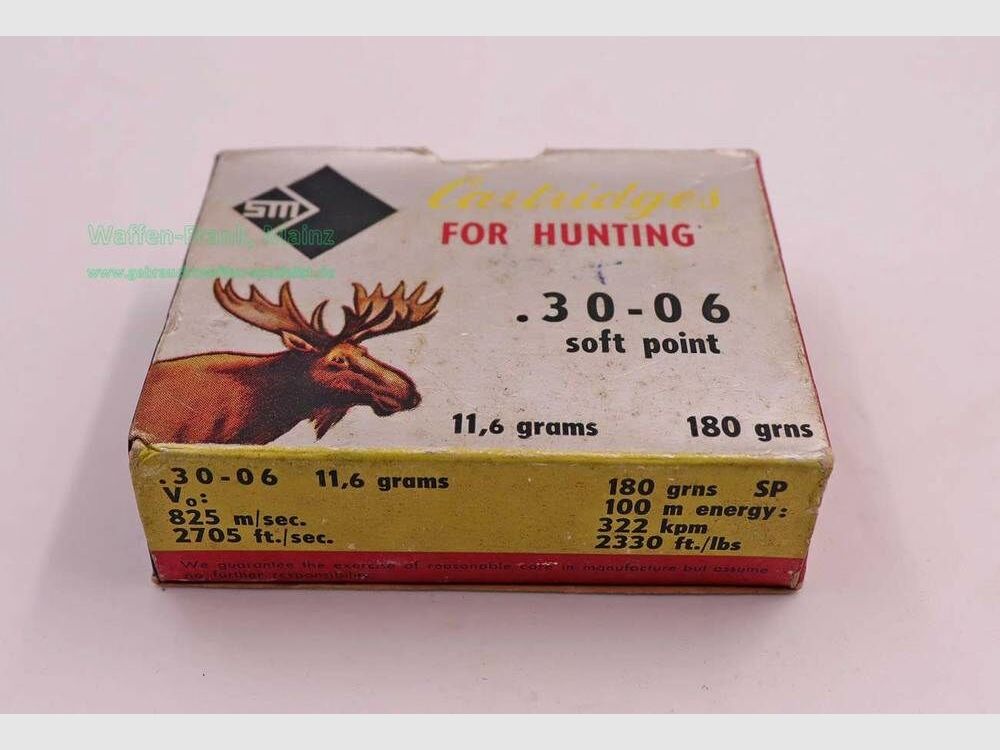 SM
Cartridges
FOR HUNTING
Waffen-Frank, Mainz
.30-06
soft point
11,6 grams 180 grns
.30-06 11,6 grams 180 grns SP
Vo: 100 m energy:
825 m/sec. 322 kpm
2705 ft./sec. 2330 ft./lbs
We guarantee the exercise of reasonable care in manufacture but assume
no further responsibility